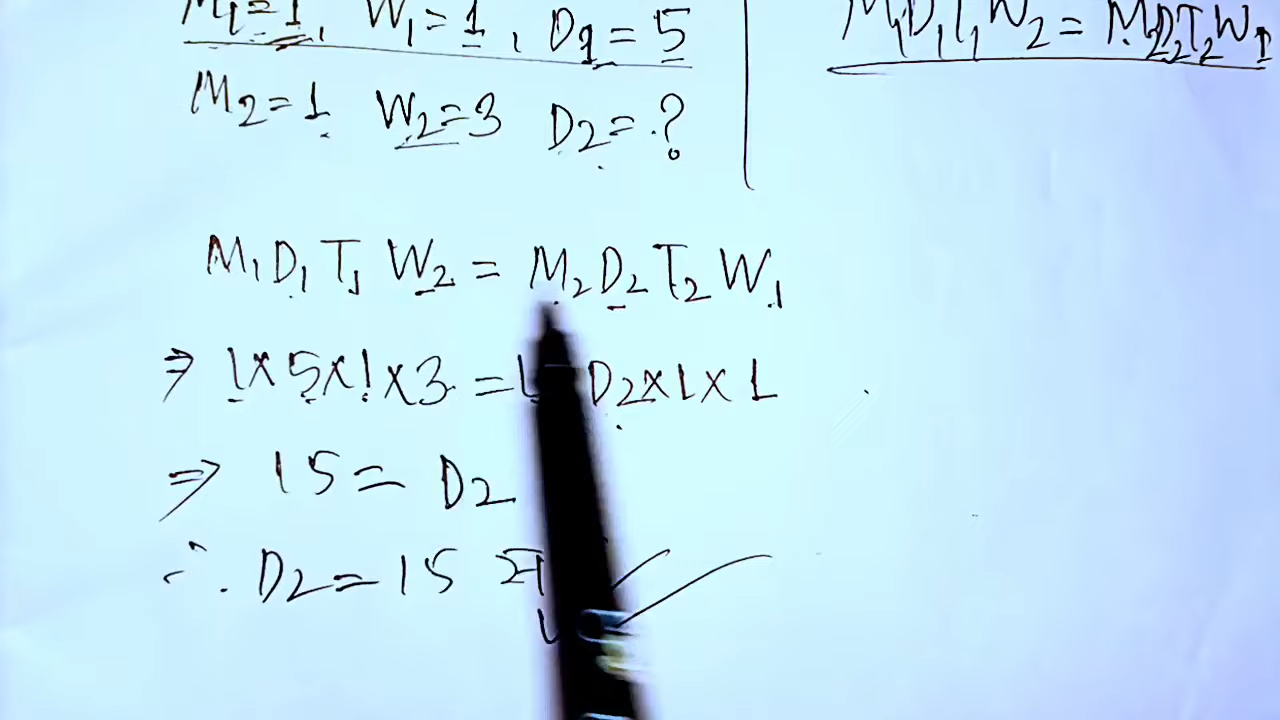 M1=1, W1=1, D1=5
M1D1T1W2=M2D2T2W1
M2=1 W2=3 D2=?
M1D1T1W2=M2D2T2W1
⇒ 1×5×1×3=1 D2×1×1
⇒ 15=D2
∴ D2=15